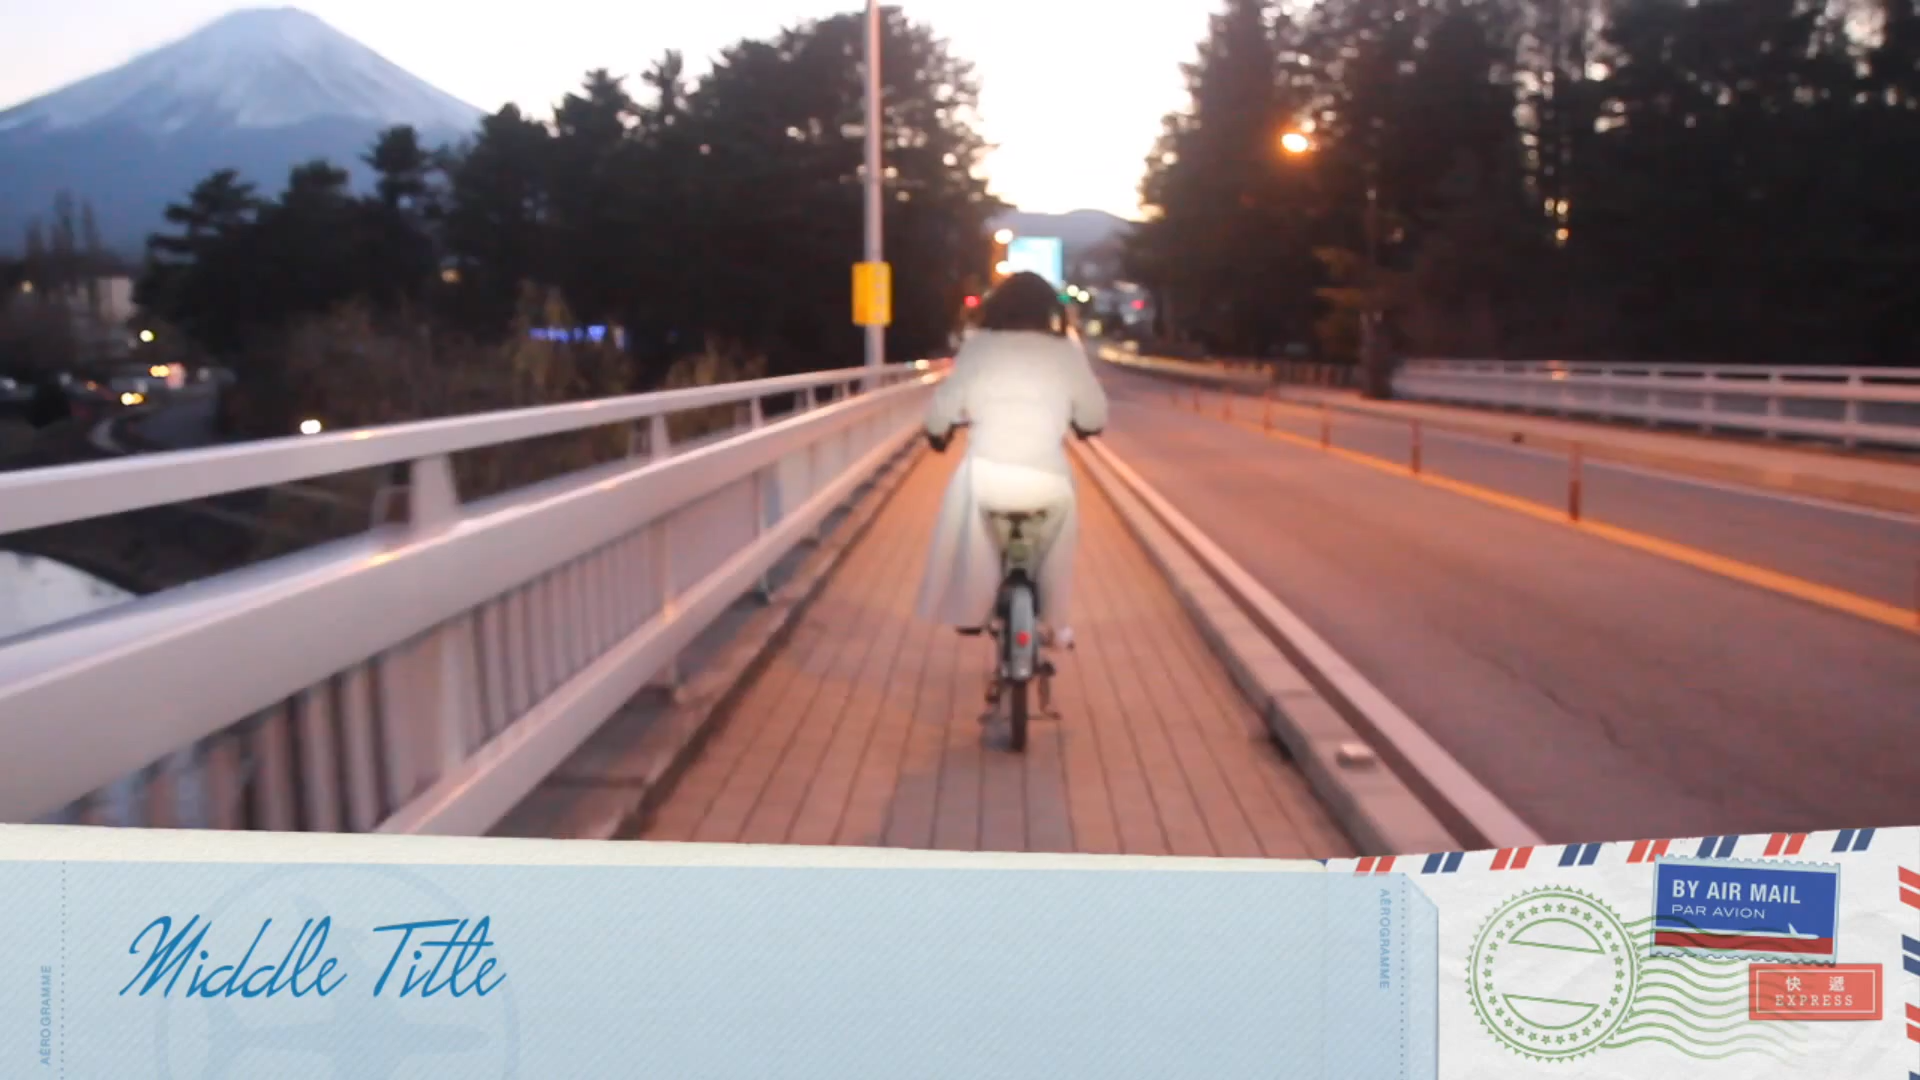 Middle Title
AÉROGRAMME
AÉROGRAMME
BY AIR MAIL
PAR AVION
快遞
EXPRESS